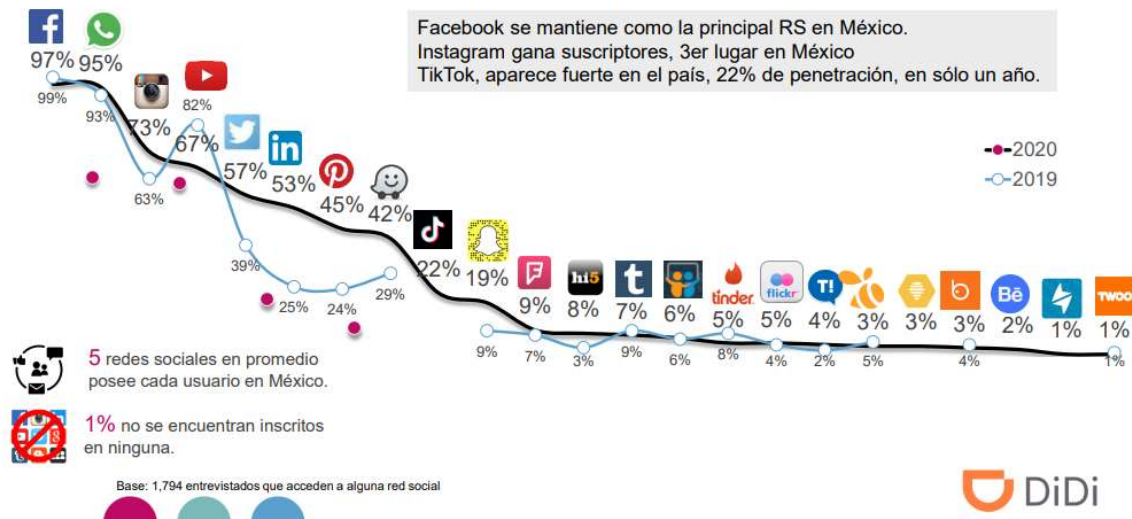 Facebook se mantiene como la principal RS en México.
Instagram gana suscriptores, 3er lugar en México
TikTok, aparece fuerte en el país, 22% de penetración, en sólo un año.
97% 95%
99%
93%
73%
63%
82%
67%
57%
39%
in
53%
25%
45%
24%
42%
29%
22%
19%
9%
9%
7%
hi5
8%
3%
t
7%
9%
6%
6%
tinder
5%
8%
flickr
5%
4%
T!
4%
2%
3%
5%
3%
b
3%
4%
Bē
2%
1%
TWOO
1%
1%
2020
2019
5 redes sociales en promedio
posee cada usuario en México.
1% no se encuentran inscritos
en ninguna.
Base: 1,794 entrevistados que acceden a alguna red social
DiDi